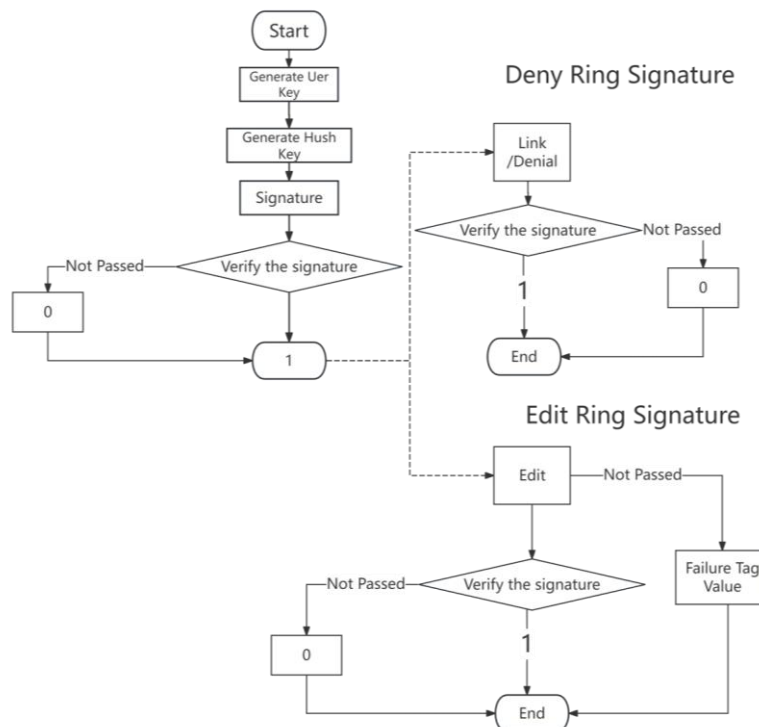 Start
Generate Uer
Key
Generate Hush
Key
Signature
Verify the signature
Not Passed
0
1
Deny Ring Signature
Link
/Denial
Verify the signature
Not Passed
1
0
End
Edit Ring Signature
Edit
Not Passed
Verify the signature
Failure Tag
Value
Not Passed
1
0
End